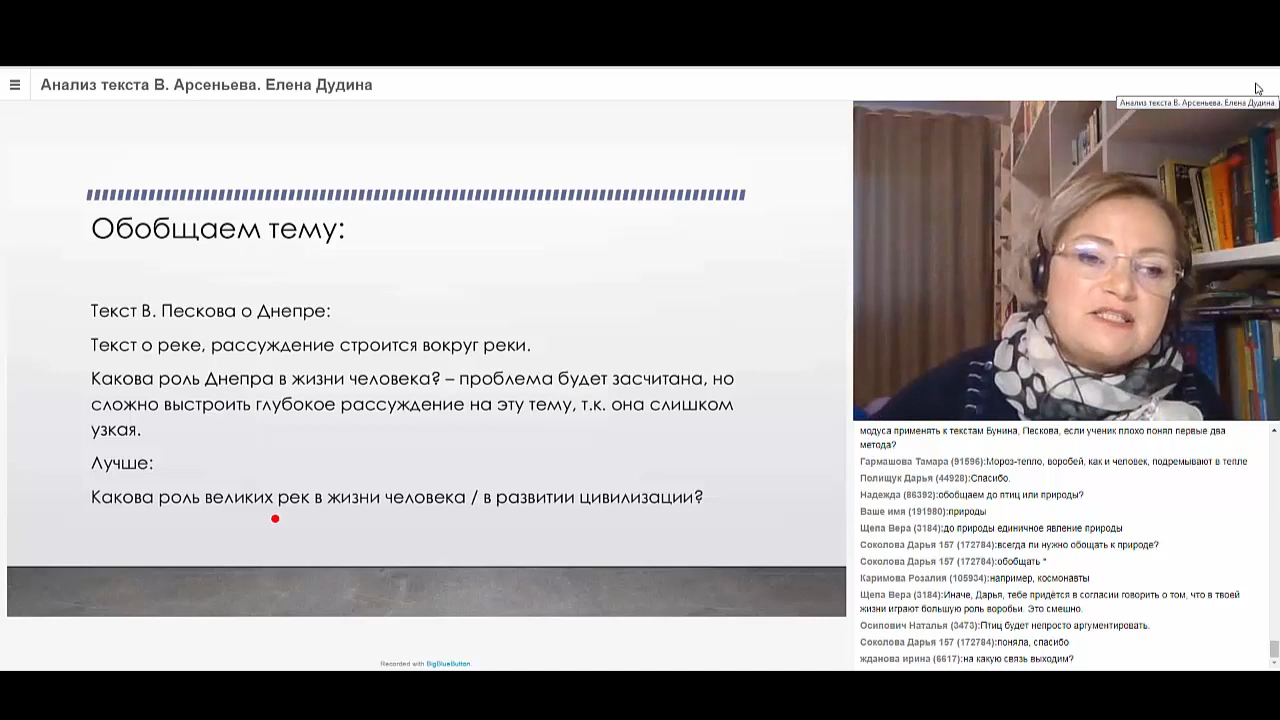 Анализ текста В. Арсеньева. Елена Дудина
Анализ текста В. Арсеньева. Елена Дудина
Обобщаем тему:
Текст В. Пескова о Днепре:
Текст о реке, рассуждение строится вокруг реки.
Какова роль Днепра в жизни человека? – проблема будет засчитана, но
сложно выстроить глубокое рассуждение на эту тему, т.к. она слишком
узкая.
Лучше:
Какова роль великих рек в жизни человека / в развитии цивилизации?
модуса применять к текстам Бунина, Пескова, если ученик плохо понял первые два
метода?
Гармашова Тамара (91596):Мороз-тепло, воробей, как и человек, подремывают в тепле
Полищук Дарья (44928):Спасибо.
Надежда (86392):обобщаем до птиц или природы?
Ваше имя (191980):природы
Щепа Вера (3184):до природы единичное явление природы
Соколова Дарья 157 (172784):всегда ли нужно обощать к природе?
Соколова Дарья 157 (172784):обобщать *
Каримова Розалия (105934):например, космонавты
Щепа Вера (3184):Иначе, Дарья, тебе придётся в согласии говорить о том, что в твоей
жизни играют большую роль воробьи. Это смешно.
Осипович Наталья (3473):Птиц будет непросто аргументировать.
Соколова Дарья 157 (172784):поняла, спасибо
жданова ирина (6617):на какую связь выходим?
Recorded with BigBlueButton.